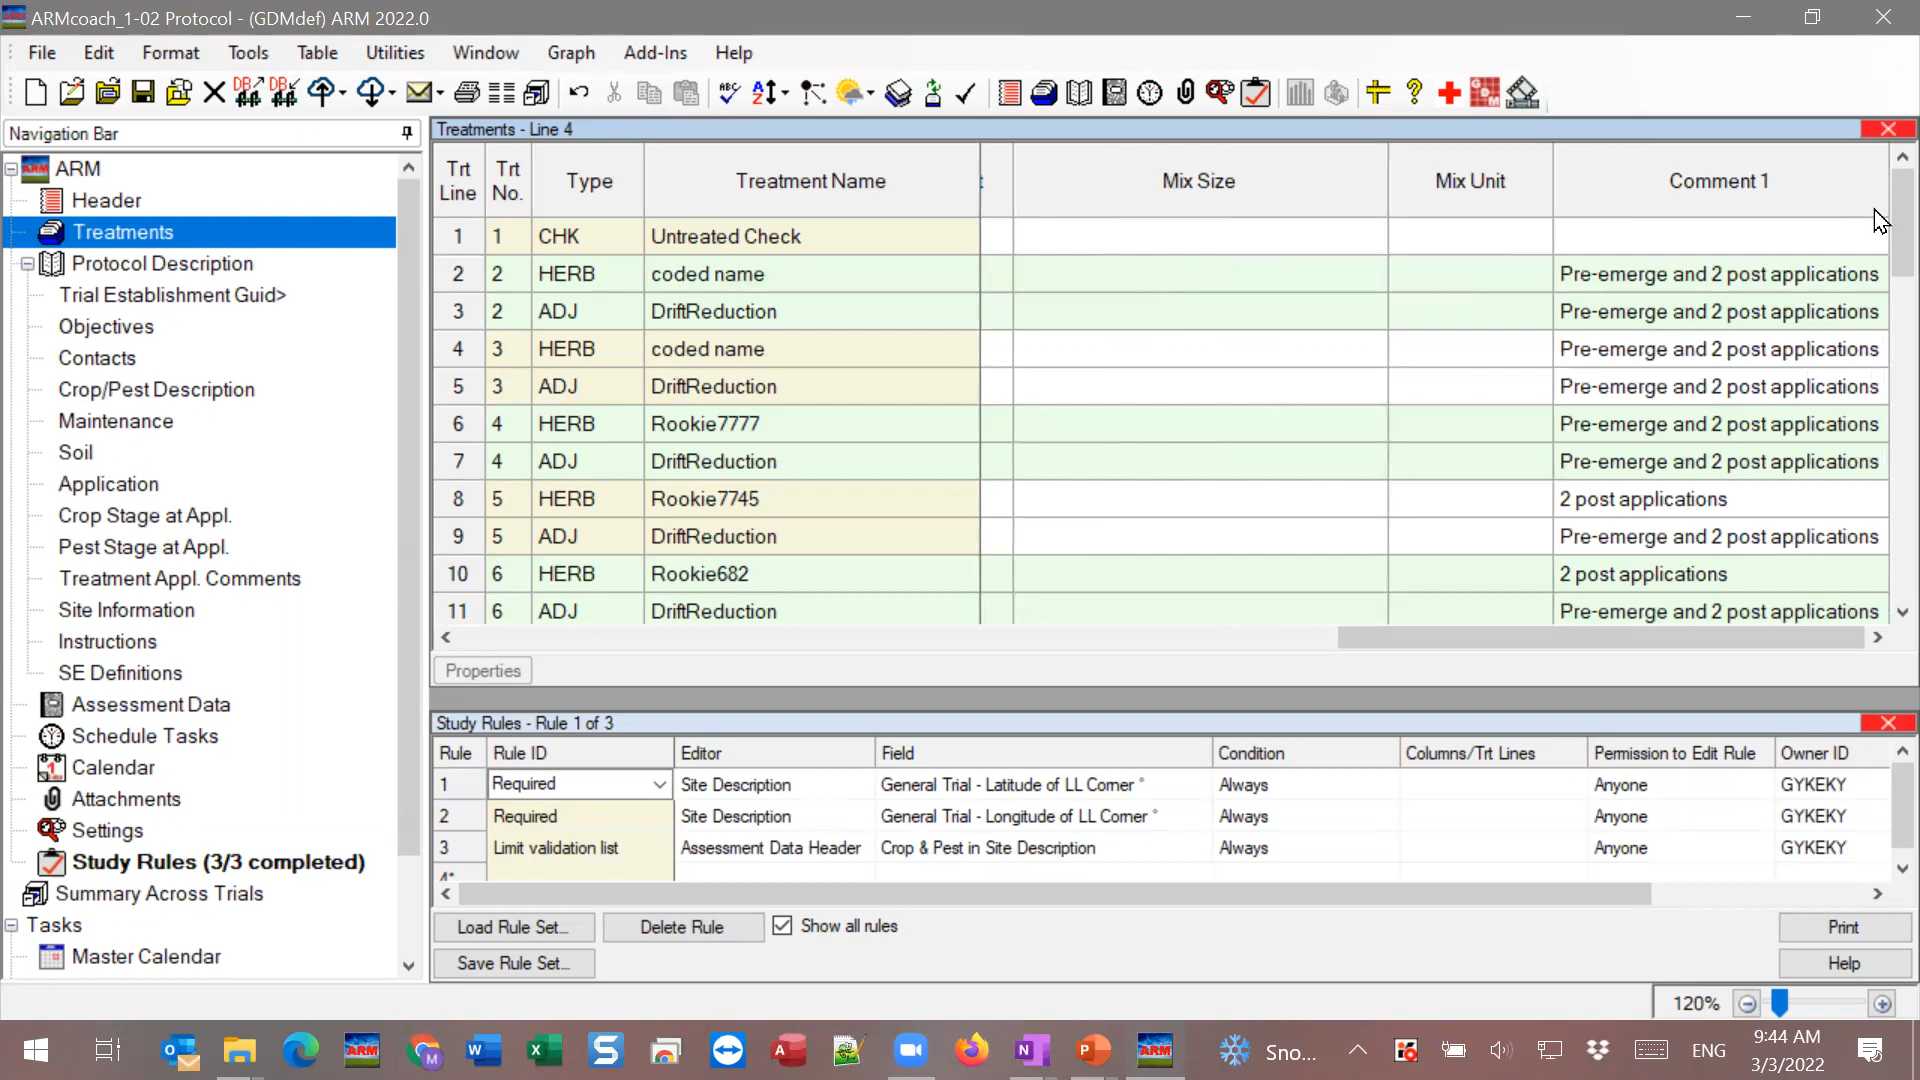 ARMcoach_1-02 Protocol - (GDMdef) ARM 2022.0
File Edit Format Tools Table Utilities Window Graph Add-Ins Help
Navigation Bar
ARM
Header
Treatments
Protocol Description
Trial Establishment Guid>
Objectives
Contacts
Crop/Pest Description
Maintenance
Soil
Application
Crop Stage at Appl.
Pest Stage at Appl.
Treatment Appl. Comments
Site Information
Instructions
SE Definitions
Assessment Data
Schedule Tasks
Calendar
Attachments
Settings
Study Rules (3/3 completed)
Summary Across Trials
Tasks
Master Calendar
Treatments - Line 4
Trt Line Trt No. Type Treatment Name Mix Size Mix Unit Comment 1
1 1 CHK Untreated Check
2 2 HERB coded name Pre-emerge and 2 post applications
3 2 ADJ DriftReduction Pre-emerge and 2 post applications
4 3 HERB coded name Pre-emerge and 2 post applications
5 3 ADJ DriftReduction Pre-emerge and 2 post applications
6 4 HERB Rookie7777 Pre-emerge and 2 post applications
7 4 ADJ DriftReduction Pre-emerge and 2 post applications
8 5 HERB Rookie7745 2 post applications
9 5 ADJ DriftReduction Pre-emerge and 2 post applications
10 6 HERB Rookie682 2 post applications
11 6 ADJ DriftReduction Pre-emerge and 2 post applications
Properties
Study Rules - Rule 1 of 3
Rule Rule ID Editor Field Condition Columns/Trt Lines Permission to Edit Rule Owner ID
1 Required Site Description General Trial - Latitude of LL Corner ° Always Anyone GYKEKY
2 Required Site Description General Trial - Longitude of LL Corner ° Always Anyone GYKEKY
3 Limit validation list Assessment Data Header Crop & Pest in Site Description Always Anyone GYKEKY
4*
Load Rule Set... Delete Rule Show all rules Print
Save Rule Set... Help
120%
Sno... ENG 9:44 AM
3/3/2022